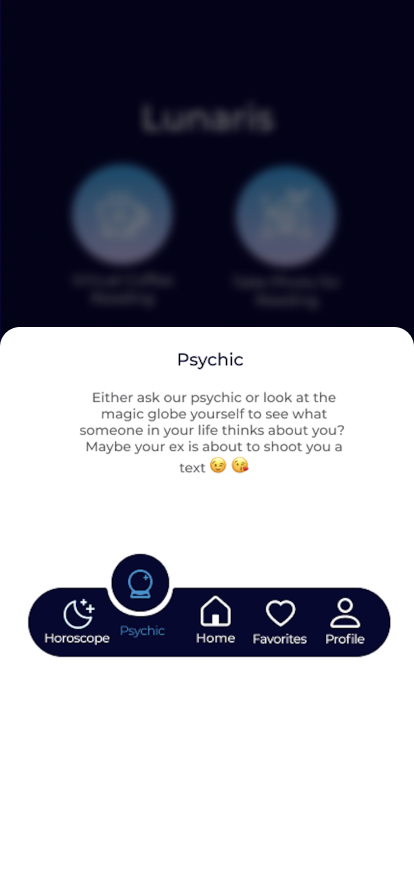 Lunaris
Virtual Coffee
Reading
Take Photo for
Reading
Psychic
Either ask our psychic or look at the
magic globe yourself to see what
someone in your life thinks about you?
Maybe your ex is about to shoot you a
text 😉 😘
Horoscope
Psychic
Home
Favorites
Profile